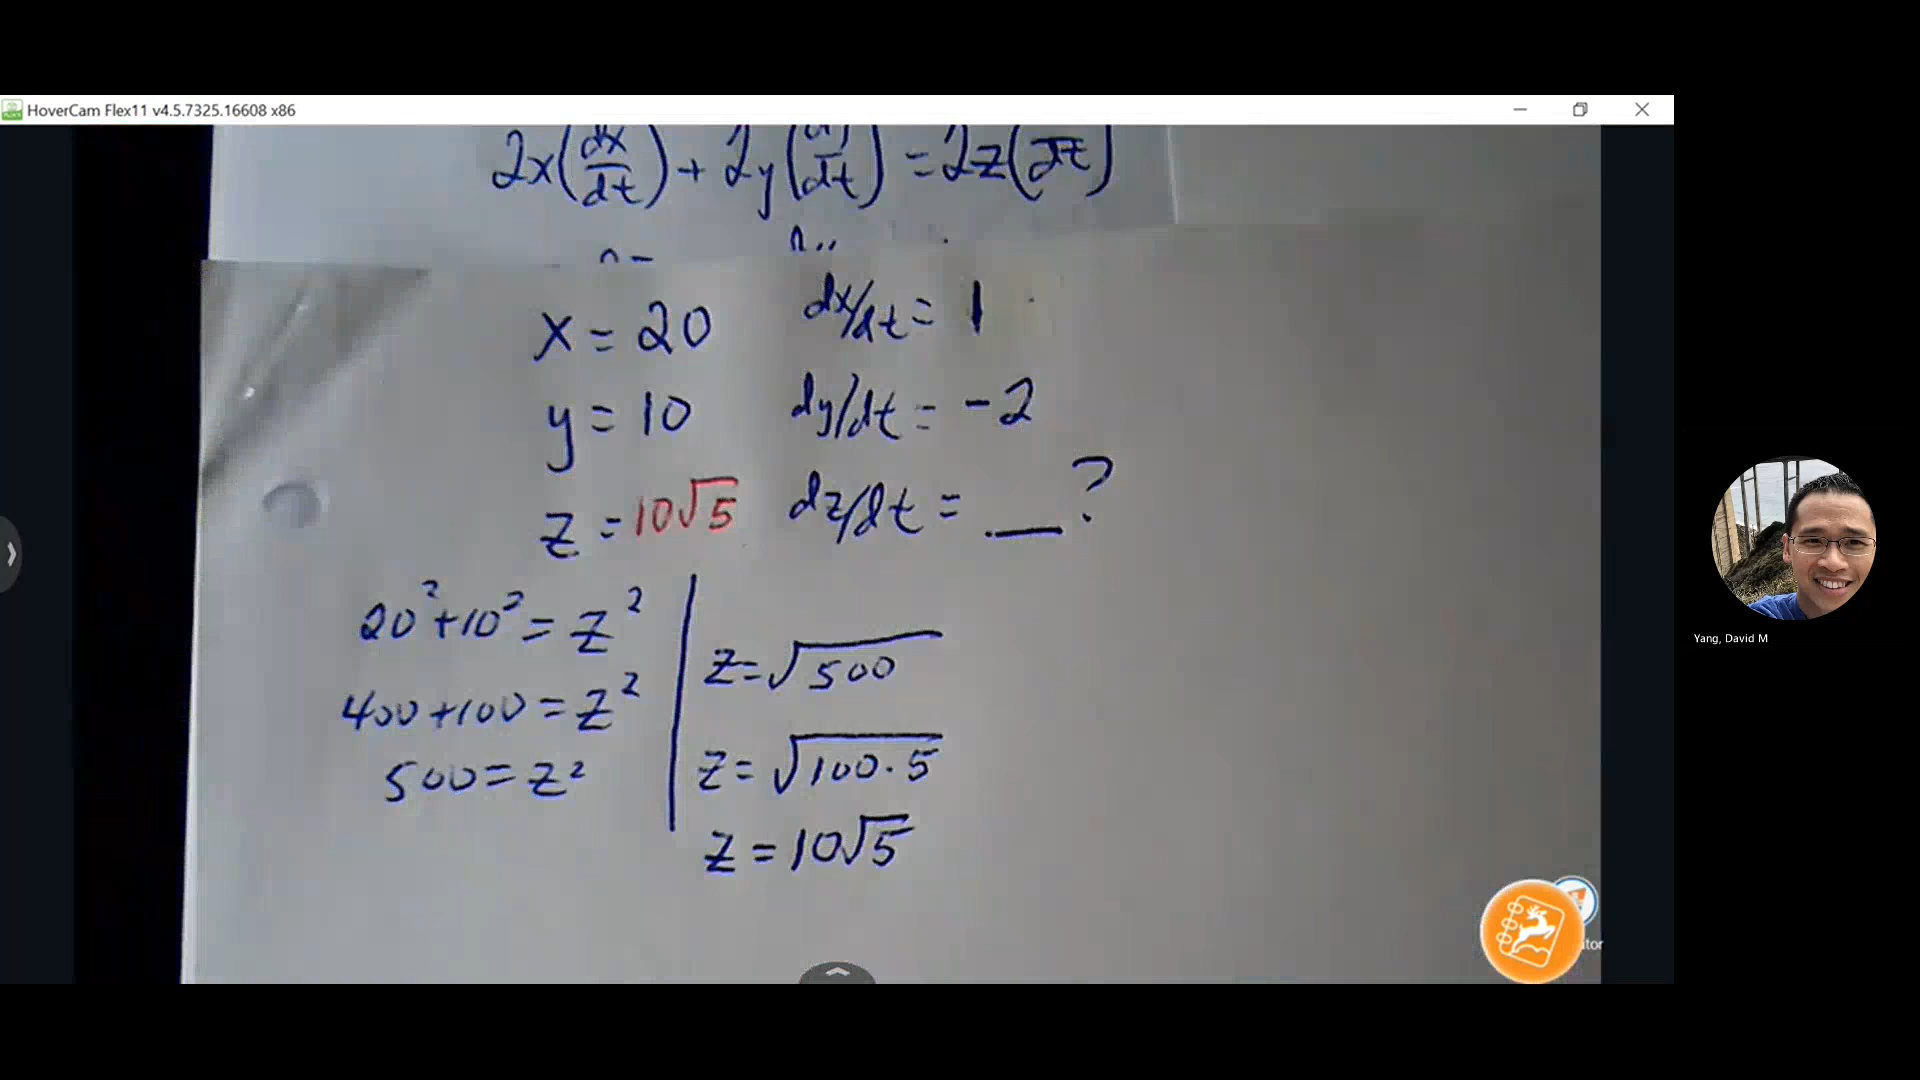 HoverCam Flex11 v4.5.7325.16608 x86
2x(dx/dt) + 2y(dy/dt) = 2z(dz/dt)
x = 20 dx/dt = 1
y = 10 dy/dt = -2
z = 10√5 dz/dt = __?
20² + 10² = z²
400 + 100 = z²
500 = z²
z = √500
z = √100·5
z = 10√5
Yang, David M